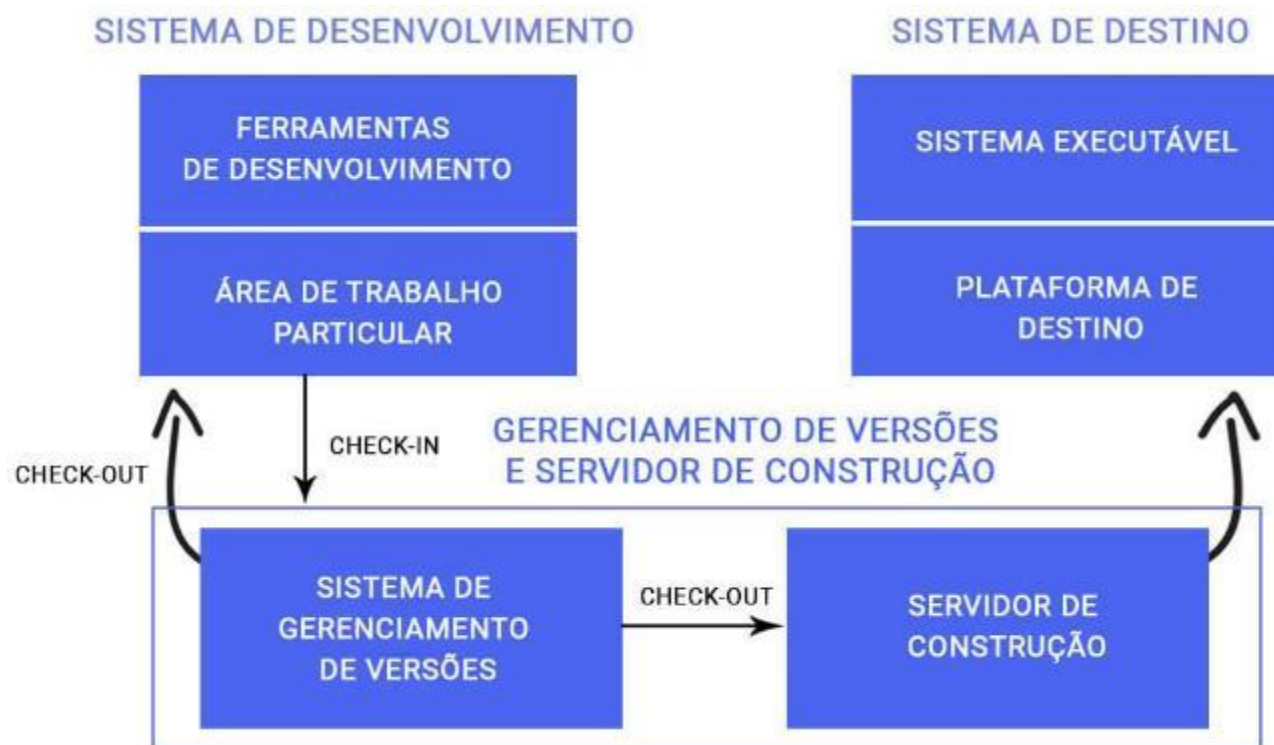 SISTEMA DE DESENVOLVIMENTO
SISTEMA DE DESTINO
FERRAMENTAS
DE DESENVOLVIMENTO
SISTEMA EXECUTÁVEL
ÁREA DE TRABALHO
PARTICULAR
PLATAFORMA DE
DESTINO
CHECK-OUT
CHECK-IN
GERENCIAMENTO DE VERSÕES
E SERVIDOR DE CONSTRUÇÃO
SISTEMA DE
GERENCIAMENTO
DE VERSÕES
CHECK-OUT
SERVIDOR DE
CONSTRUÇÃO